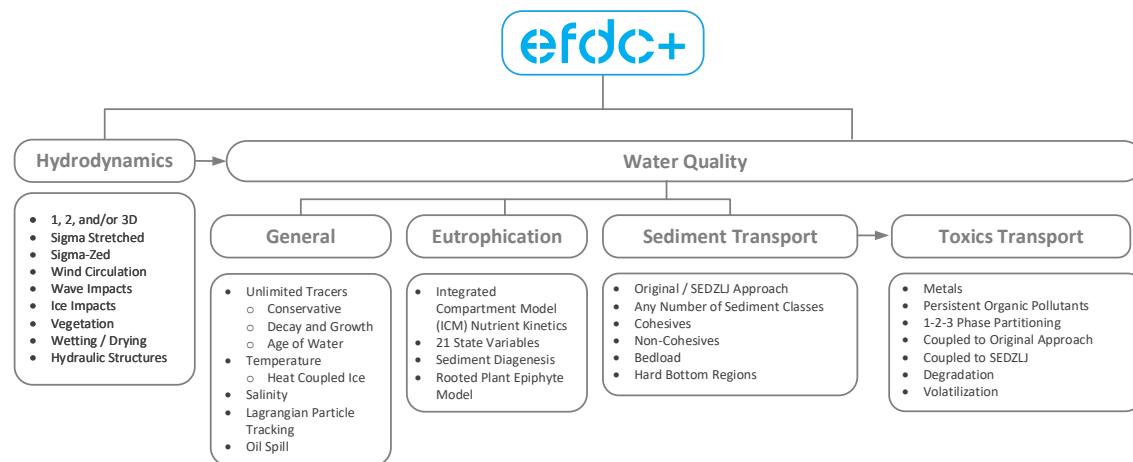 efdc+
Hydrodynamics
Water Quality
• 1, 2, and/or 3D
• Sigma Stretched
• Sigma-Zed
• Wind Circulation
• Wave Impacts
• Ice Impacts
• Vegetation
• Wetting / Drying
• Hydraulic Structures
General
• Unlimited Tracers
o Conservative
o Decay and Growth
o Age of Water
• Temperature
o Heat Coupled Ice
• Salinity
• Lagrangian Particle
Tracking
• Oil Spill
Eutrophication
• Integrated
Compartment Model
(ICM) Nutrient Kinetics
• 21 State Variables
• Sediment Diagenesis
• Rooted Plant Epiphyte
Model
Sediment Transport
• Original / SEDZLJ Approach
• Any Number of Sediment Classes
• Cohesives
• Non-Cohesives
• Bedload
• Hard Bottom Regions
Toxics Transport
• Metals
• Persistent Organic Pollutants
• 1-2-3 Phase Partitioning
• Coupled to Original Approach
• Coupled to SEDZLJ
• Degradation
• Volatilization